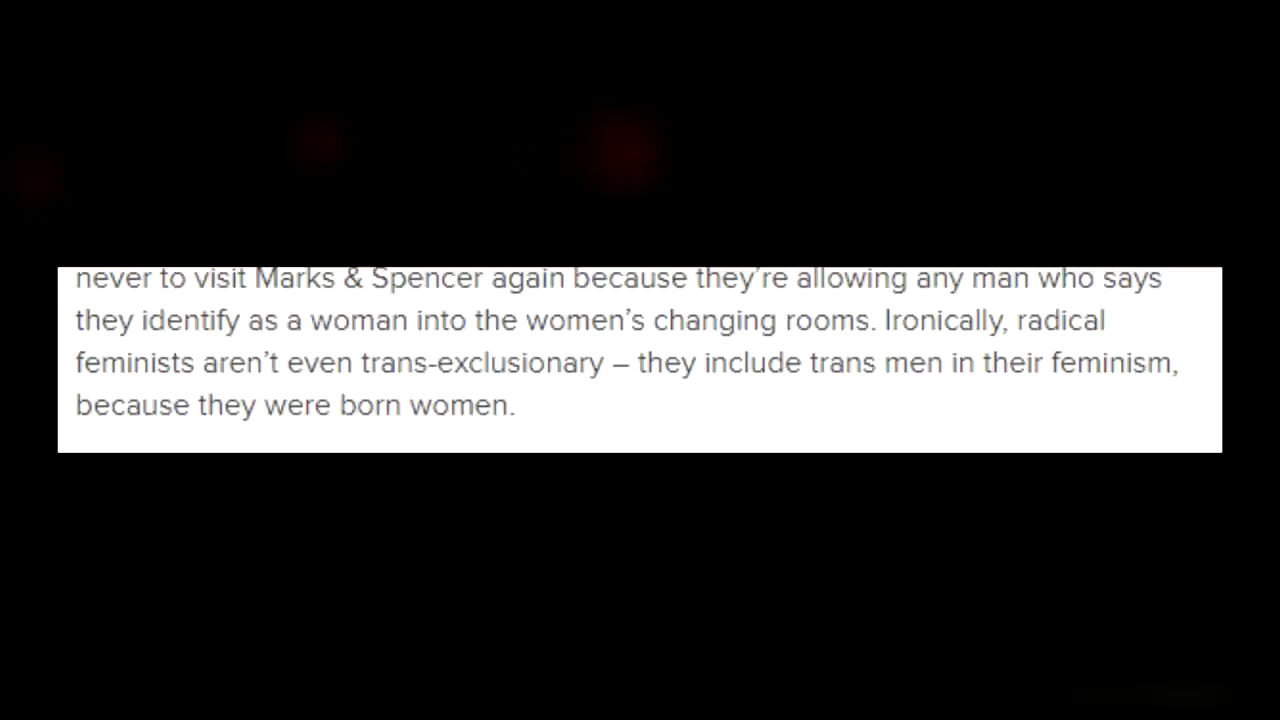 never to visit Marks & Spencer again because they’re allowing any man who says
they identify as a woman into the women’s changing rooms. Ironically, radical
feminists aren’t even trans-exclusionary – they include trans men in their feminism,
because they were born women.